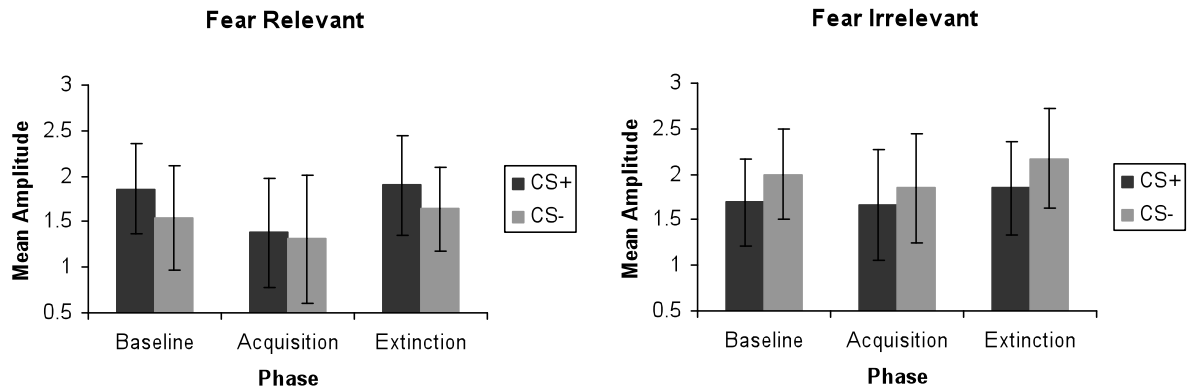 Fear Relevant
Mean Amplitude
3
2.5
2
1.5
1
0.5
Baseline Acquisition Extinction
Phase
CS+
CS-
Fear Irrelevant
Mean Amplitude
3
2.5
2
1.5
1
0.5
Baseline Acquisition Extinction
Phase
CS+
CS-